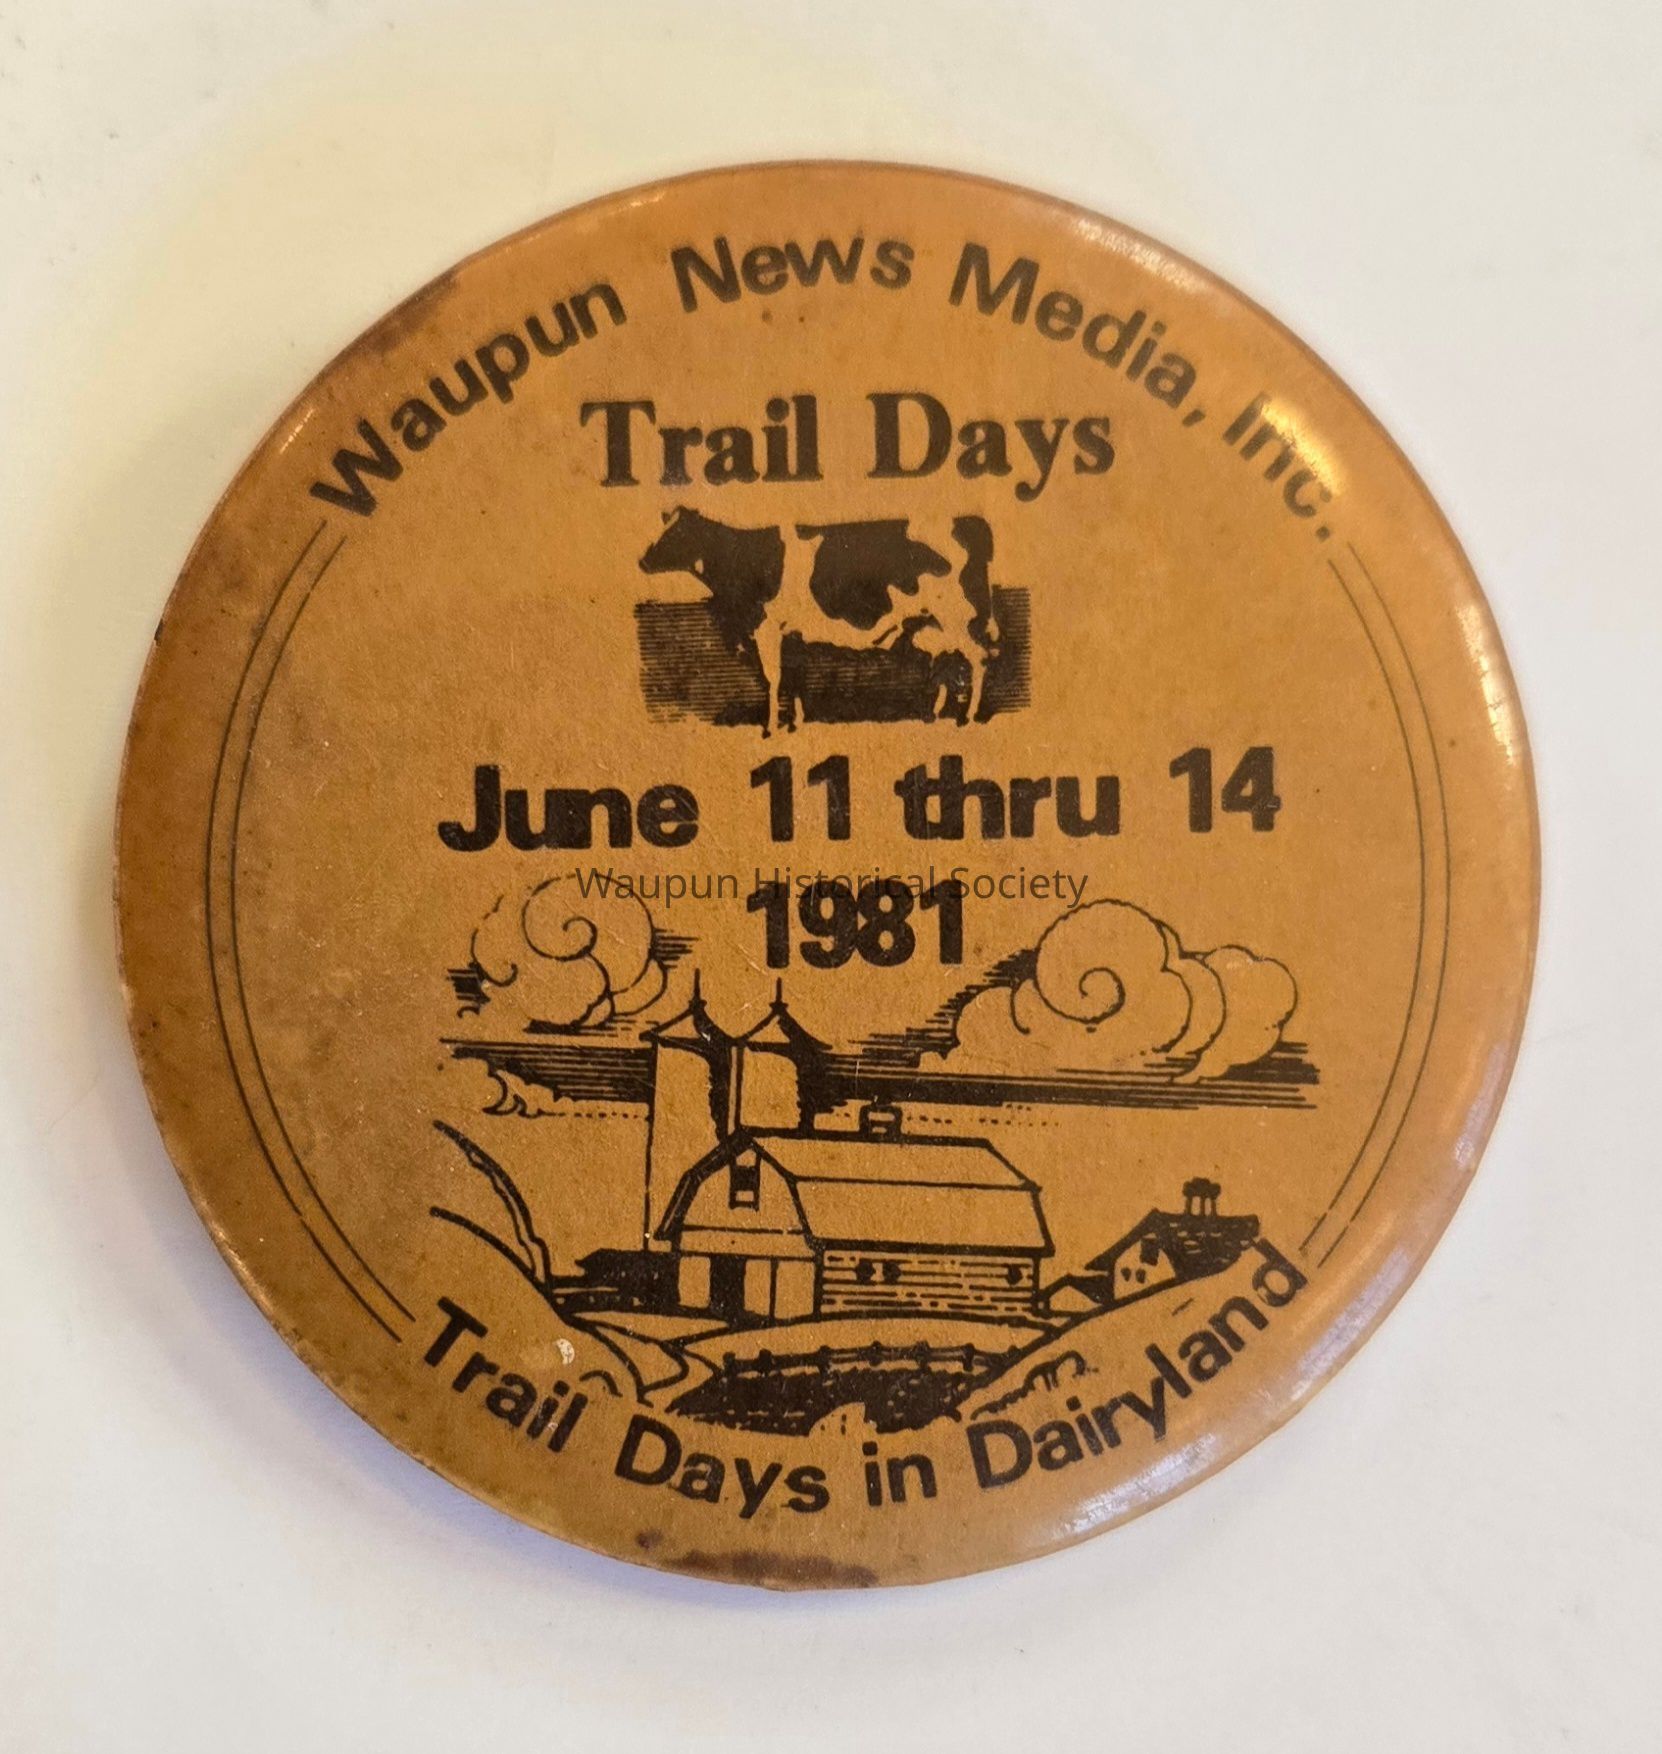 Waupun News Media, Inc.
Trail Days
June 11 thru 14
Waupun Historical Society
1981
Trail Days in Dairyland